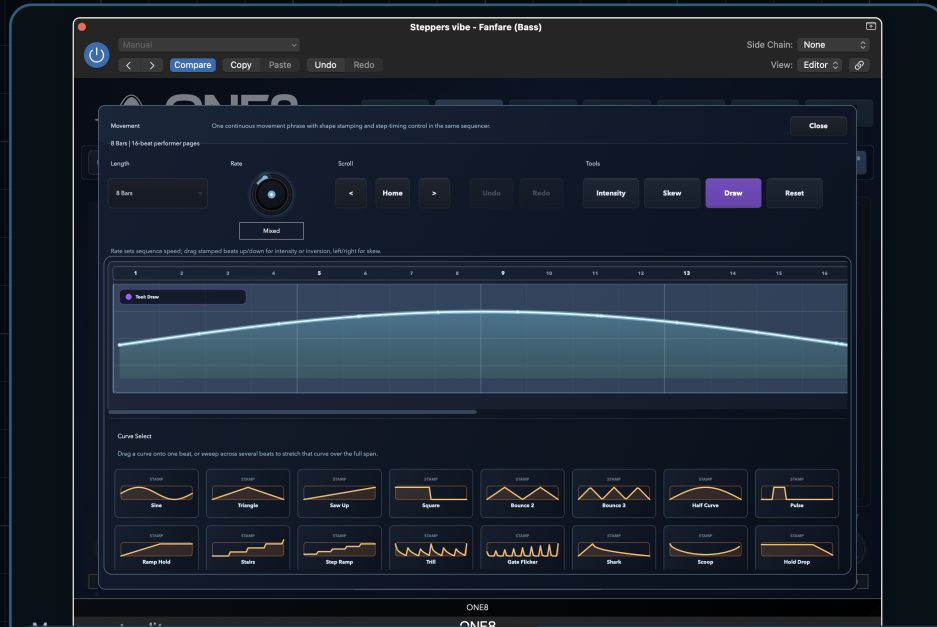 Steppers vibe - Fanfare (Bass)
Manual
Side Chain: None
Compare Copy Paste Undo Redo
View: Editor
ONE8
Movement
One continuous movement phrase with shape stamping and step-timing control in the same sequencer.
Close
8 Bars | 16-beat performer pages
Length Rate Scroll Tools
8 Bars
< Home > Undo Redo Intensity Skew Draw Reset
Mixed
Rate sets sequence speed; drag stamped beats up/down for intensity or inversion, left/right for skew.
1 2 3 4 5 6 7 8 9 10 11 12 13 14 15 16
Tool: Draw
Curve Select
Drag a curve onto one beat, or sweep across several beats to stretch that curve over the full span.
STAMP STAMP STAMP STAMP STAMP STAMP STAMP STAMP
Sine Triangle Saw Up Square Bounce 2 Bounce 3 Half Curve Pulse
STAMP STAMP STAMP STAMP STAMP STAMP STAMP STAMP
Ramp Hold Stairs Step Ramp Trill Gate Flicker Shark Scoop Hold Drop
ONE8
ONE8